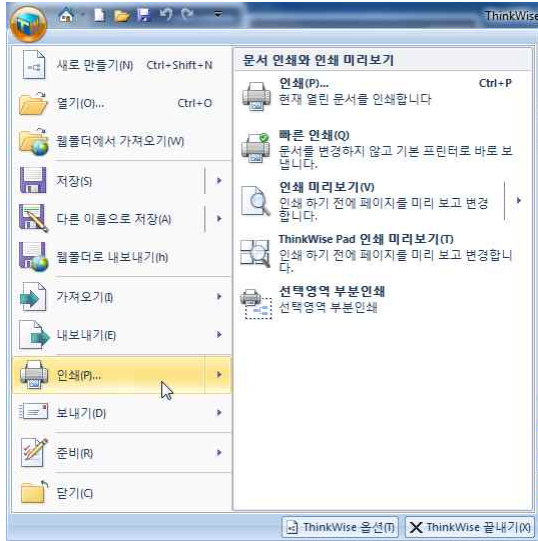 ThinkWise
새로 만들기(N) Ctrl+Shift+N
열기(O)... Ctrl+O
웹폴더에서 가져오기(W)
저장(S)
다른 이름으로 저장(A)
웹폴더로 내보내기(h)
가져오기(I)
내보내기(E)
인쇄(P)...
보내기(D)
준비(R)
닫기(C)
문서 인쇄와 인쇄 미리보기
인쇄(P)... Ctrl+P
현재 열린 문서를 인쇄합니다
빠른 인쇄(Q)
문서를 변경하지 않고 기본 프린터로 바로 보
냅니다.
인쇄 미리보기(V)
인쇄 하기 전에 페이지를 미리 보고 변경
합니다.
ThinkWise Pad 인쇄 미리보기(T)
인쇄 하기 전에 페이지를 미리 보고 변경합니
다.
선택영역 부분인쇄
선택영역 부분인쇄
ThinkWise 옵션(T) ThinkWise 끝내기(X)